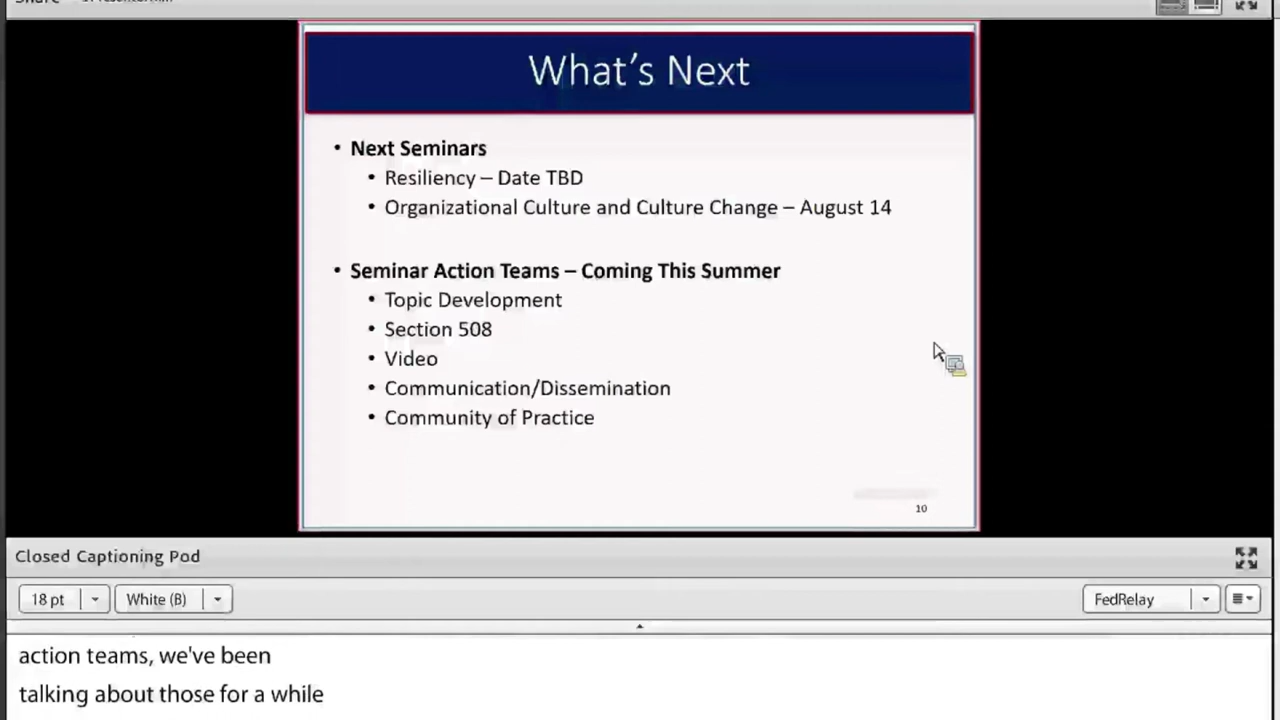 What's Next
• Next Seminars
• Resiliency – Date TBD
• Organizational Culture and Culture Change – August 14
• Seminar Action Teams – Coming This Summer
• Topic Development
• Section 508
• Video
• Communication/Dissemination
• Community of Practice
10
Closed Captioning Pod
18 pt
White (B)
FedRelay
action teams, we've been
talking about those for a while